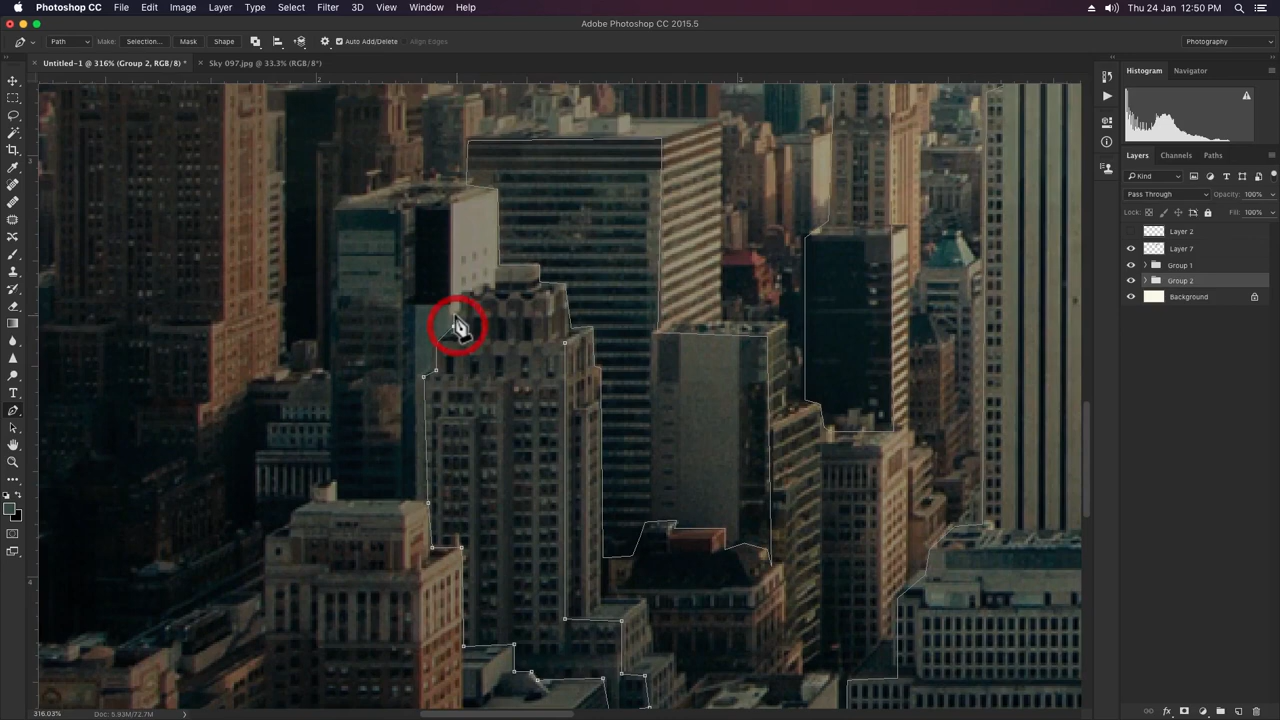 Photoshop CC File Edit Image Layer Type Select Filter 3D View Window Help Thu 24 Jan 12:50 PM
Adobe Photoshop CC 2015.5
Path Make: Selection... Mask Shape Auto Add/Delete Align Edges Photography
Untitled-1 @ 316% (Group 2, RGB/8) * Sky 097.jpg @ 33.3% (RGB/8*)
Histogram Navigator
2 3
3
4
Layers Channels Paths
Kind
Pass Through Opacity: 100%
Lock: Fill: 100%
Layer 2
Layer 7
Group 1
Group 2
Background
316.03% Doc: 5.93M/72.7M